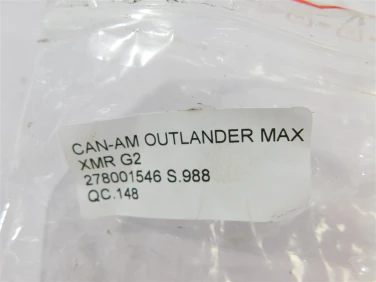 CAN-AM OUTLANDER MAX
XMR G2
278001546 S.988
QC.148